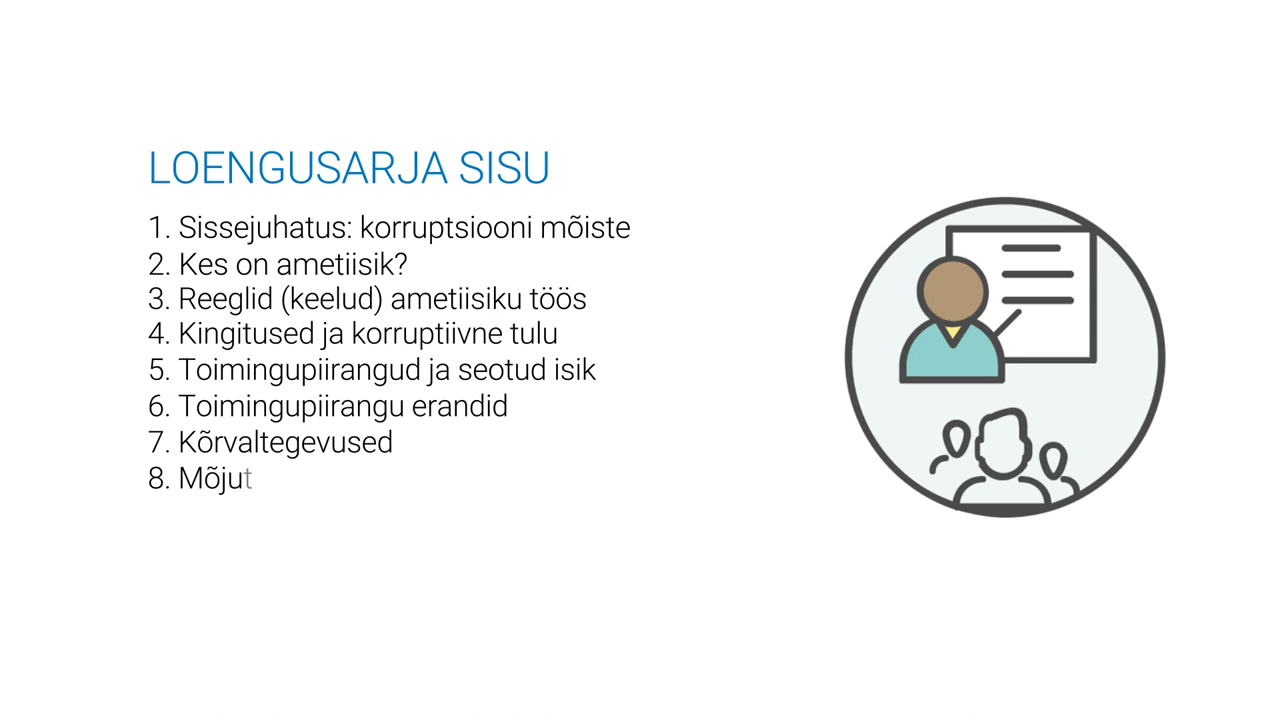 LOENGUSARJA SISU
1. Sissejuhatus: korruptsiooni mõiste
2. Kes on ametiisik?
3. Reeglid (keelud) ametiisiku töös
4. Kingitused ja korruptiivne tulu
5. Toimingupiirangud ja seotud isik
6. Toimingupiirangu erandid
7. Kõrvaltegevused
8. Mõjut